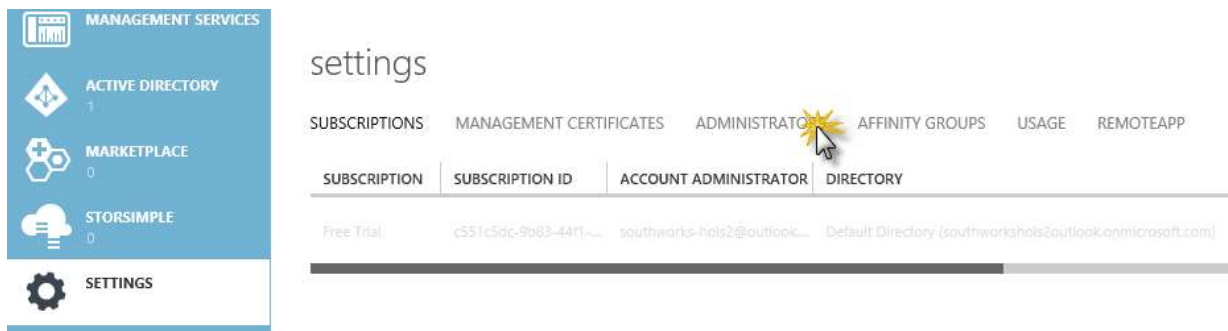 MANAGEMENT SERVICES
ACTIVE DIRECTORY
1
MARKETPLACE
0
STORSIMPLE
0
SETTINGS
settings
SUBSCRIPTIONS MANAGEMENT CERTIFICATES AFFINITY GROUPS USAGE REMOTEAPP
SUBSCRIPTION SUBSCRIPTION ID ACCOUNT ADMINISTRATOR DIRECTORY
Free Trial c551c5dc-9b63-44f1-... southworks-hols2@outlook... Default Directory (southworkshols2outlook.onmicrosoft.com)